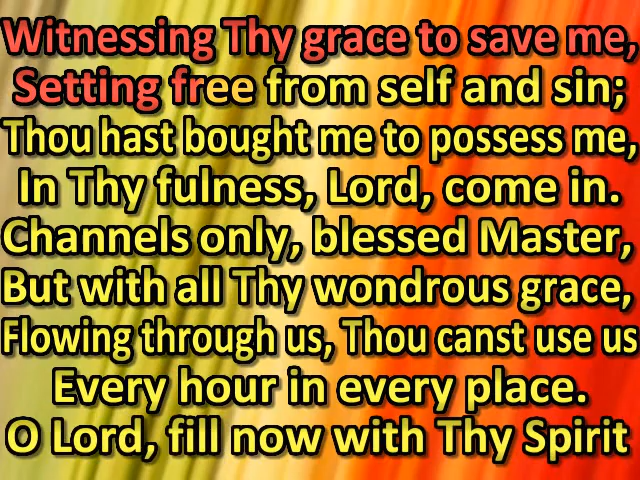 Witnessing Thy grace to save me,
Setting free from self and sin;
Thou hast bought me to possess me,
In Thy fulness, Lord, come in.
Channels only, blessed Master,
But with all Thy wondrous grace,
Flowing through us, Thou canst use us
Every hour in every place.
O Lord, fill now with Thy Spirit